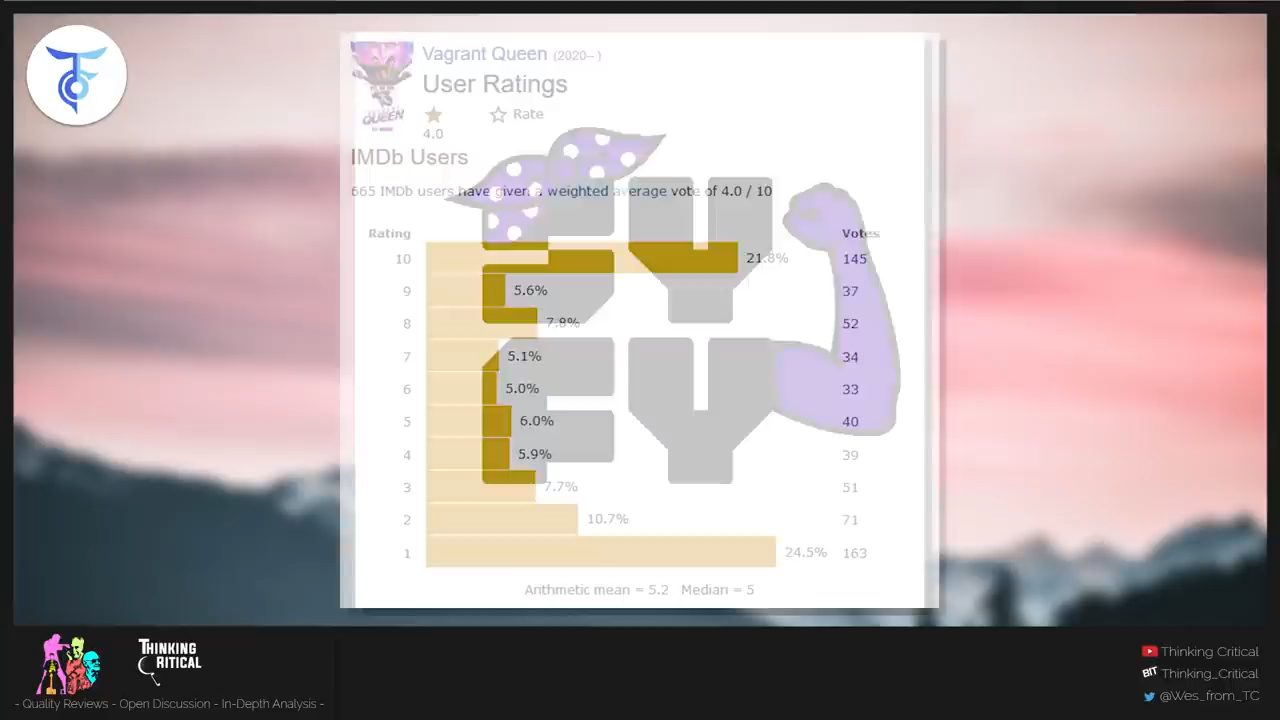 Vagrant Queen (2020– )
User Ratings
QUEEN
Rate
4.0
IMDb Users
665 IMDb users have given a weighted average vote of 4.0 / 10
Rating Votes
10 21.8% 145
9 5.6% 37
8 7.8% 52
7 5.1% 34
6 5.0% 33
5 6.0% 40
4 5.9% 39
3 7.7% 51
2 10.7% 71
1 24.5% 163
Arithmetic mean = 5.2 Median = 5
THINKING
CRITICAL
- Quality Reviews - Open Discussion - In-Depth Analysis -
Thinking Critical
BIT Thinking_Critical
@Wes_from_TC